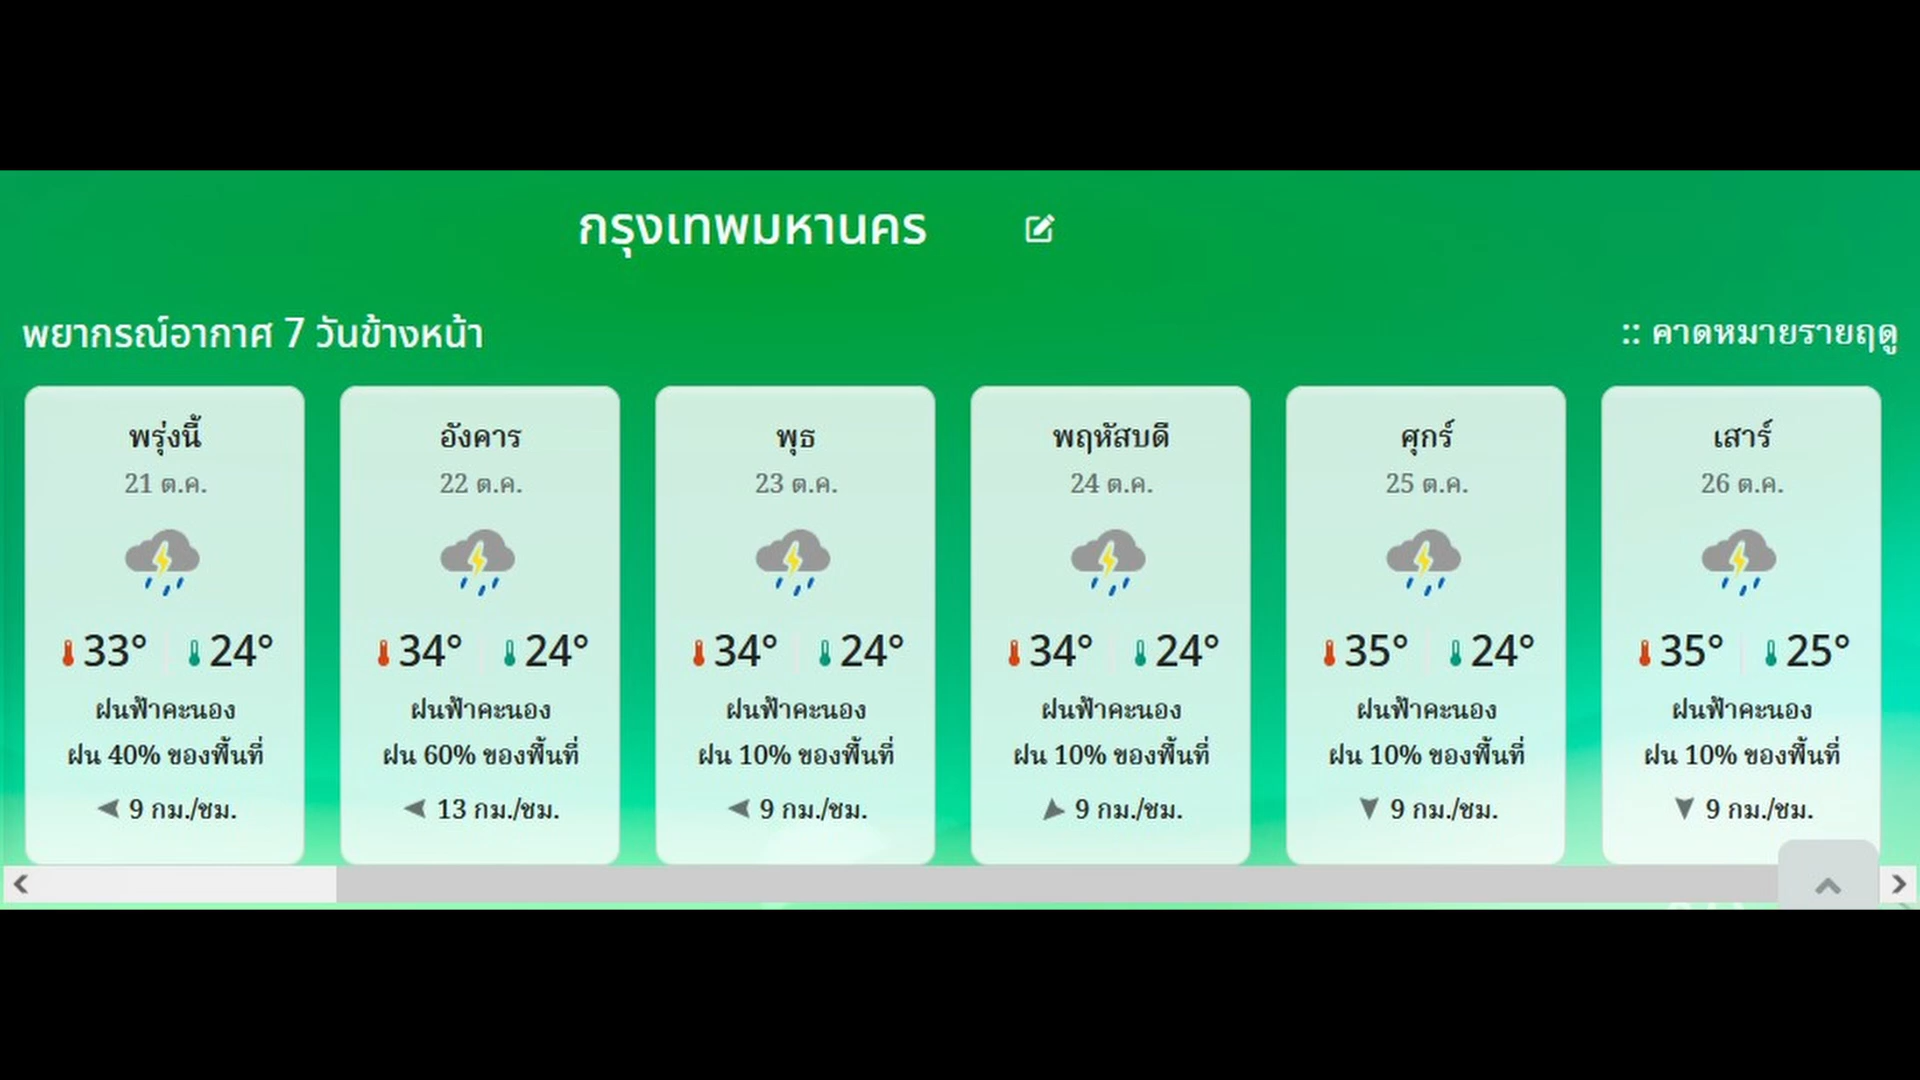 กรุงเทพมหานคร
พยากรณ์อากาศ 7 วันข้างหน้า
:: คาดหมายรายฤดู
พรุ่งนี้
21 ต.ค.
33° 24°
ฝนฟ้าคะนอง
ฝน 40% ของพื้นที่
9 กม./ชม.
อังคาร
22 ต.ค.
34° 24°
ฝนฟ้าคะนอง
ฝน 60% ของพื้นที่
13 กม./ชม.
พุธ
23 ต.ค.
34° 24°
ฝนฟ้าคะนอง
ฝน 10% ของพื้นที่
9 กม./ชม.
พฤหัสบดี
24 ต.ค.
34° 24°
ฝนฟ้าคะนอง
ฝน 10% ของพื้นที่
9 กม./ชม.
ศุกร์
25 ต.ค.
35° 24°
ฝนฟ้าคะนอง
ฝน 10% ของพื้นที่
9 กม./ชม.
เสาร์
26 ต.ค.
35° 25°
ฝนฟ้าคะนอง
ฝน 10% ของพื้นที่
9 กม./ชม.